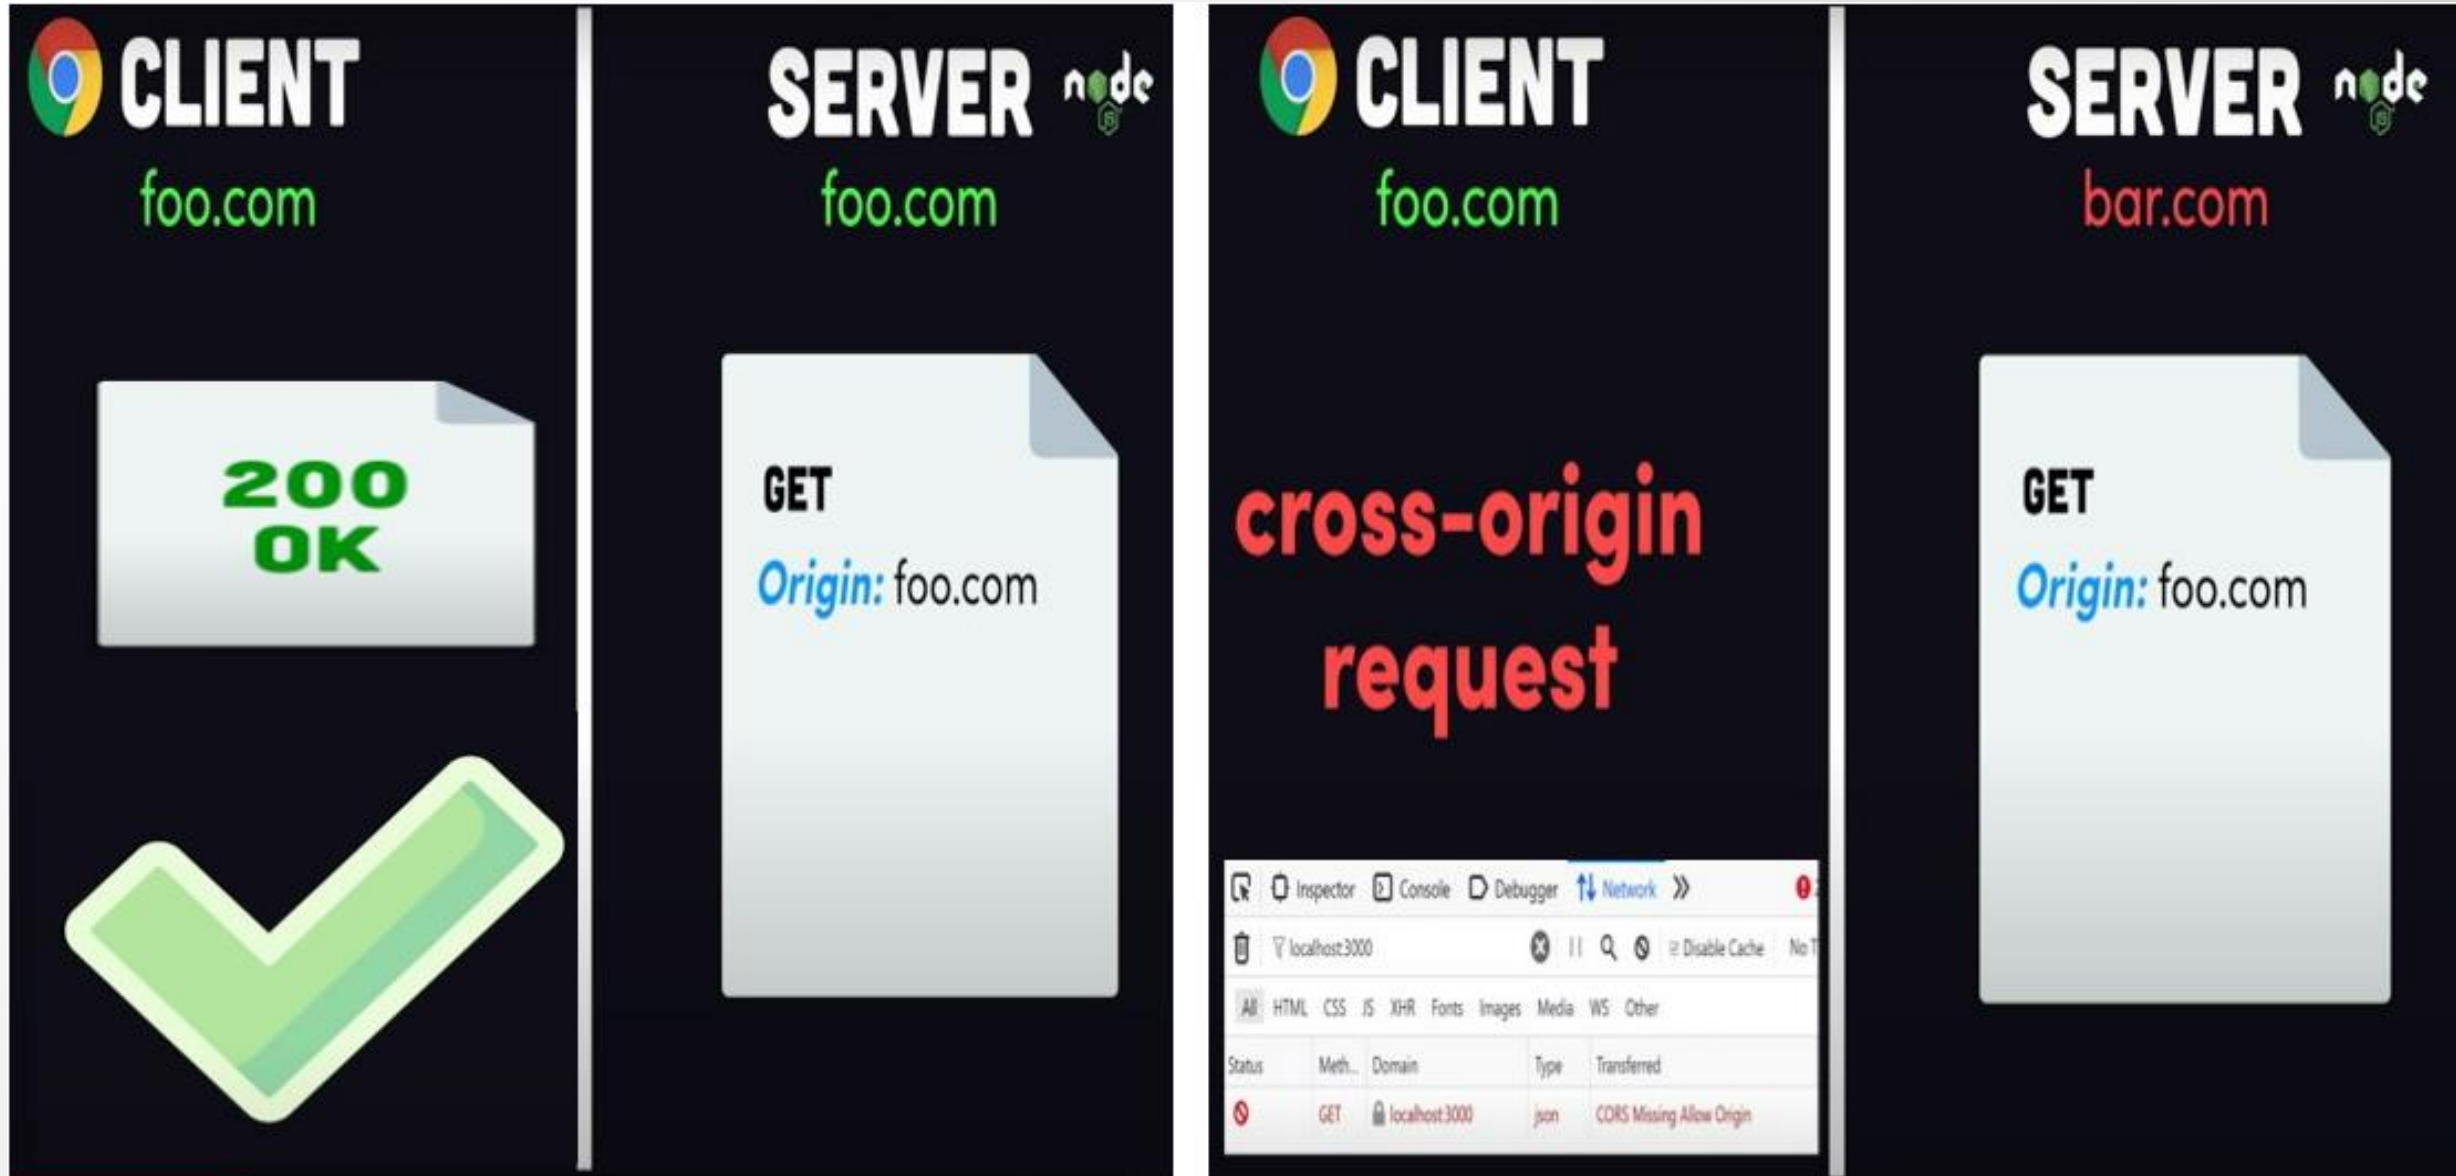 CLIENT
foo.com
200
OK
SERVER
node
JS
foo.com
GET
Origin: foo.com
CLIENT
foo.com
cross-origin
request
Inspector Console Debugger Network
localhost:3000 Disable Cache No T
All HTML CSS JS XHR Fonts Images Media WS Other
Status Meth... Domain Type Transferred
GET localhost:3000 json CORS Missing Allow Origin
SERVER
node
JS
bar.com
GET
Origin: foo.com